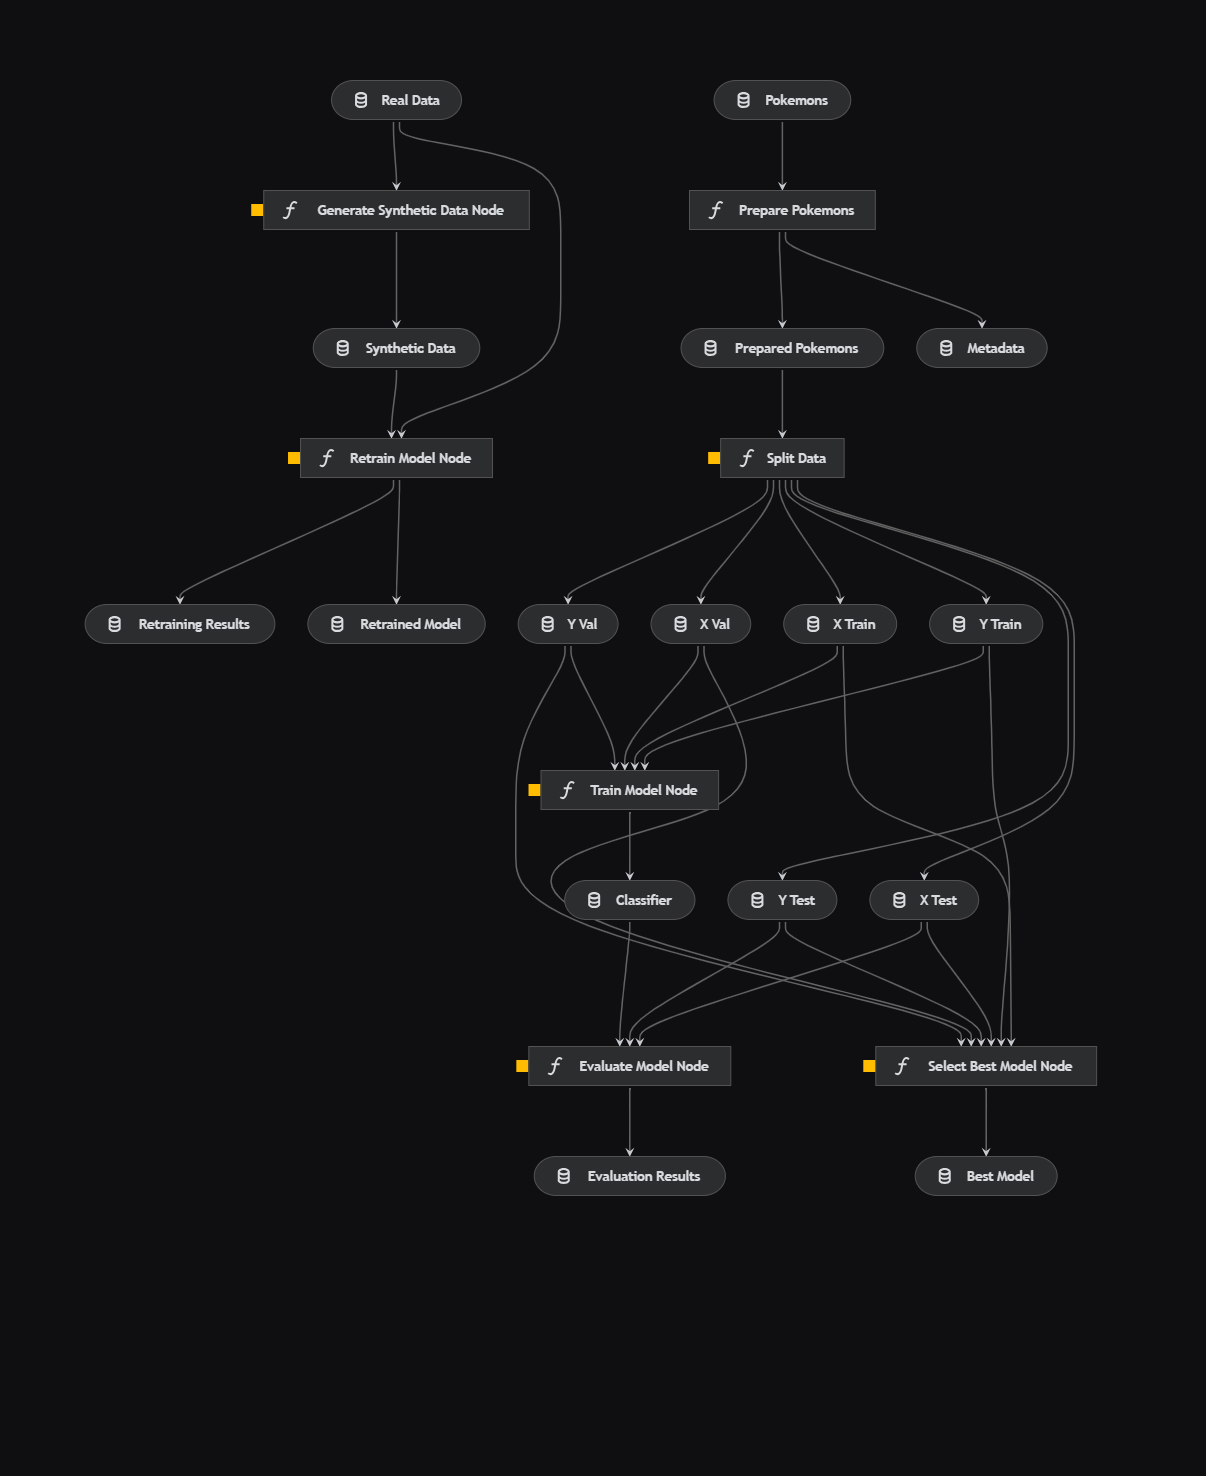 Real Data
Pokemons
Generate Synthetic Data Node
Prepare Pokemons
Synthetic Data
Prepared Pokemons
Metadata
Retrain Model Node
Split Data
Retraining Results
Retrained Model
Y Val
X Val
X Train
Y Train
Train Model Node
Classifier
Y Test
X Test
Evaluate Model Node
Select Best Model Node
Evaluation Results
Best Model